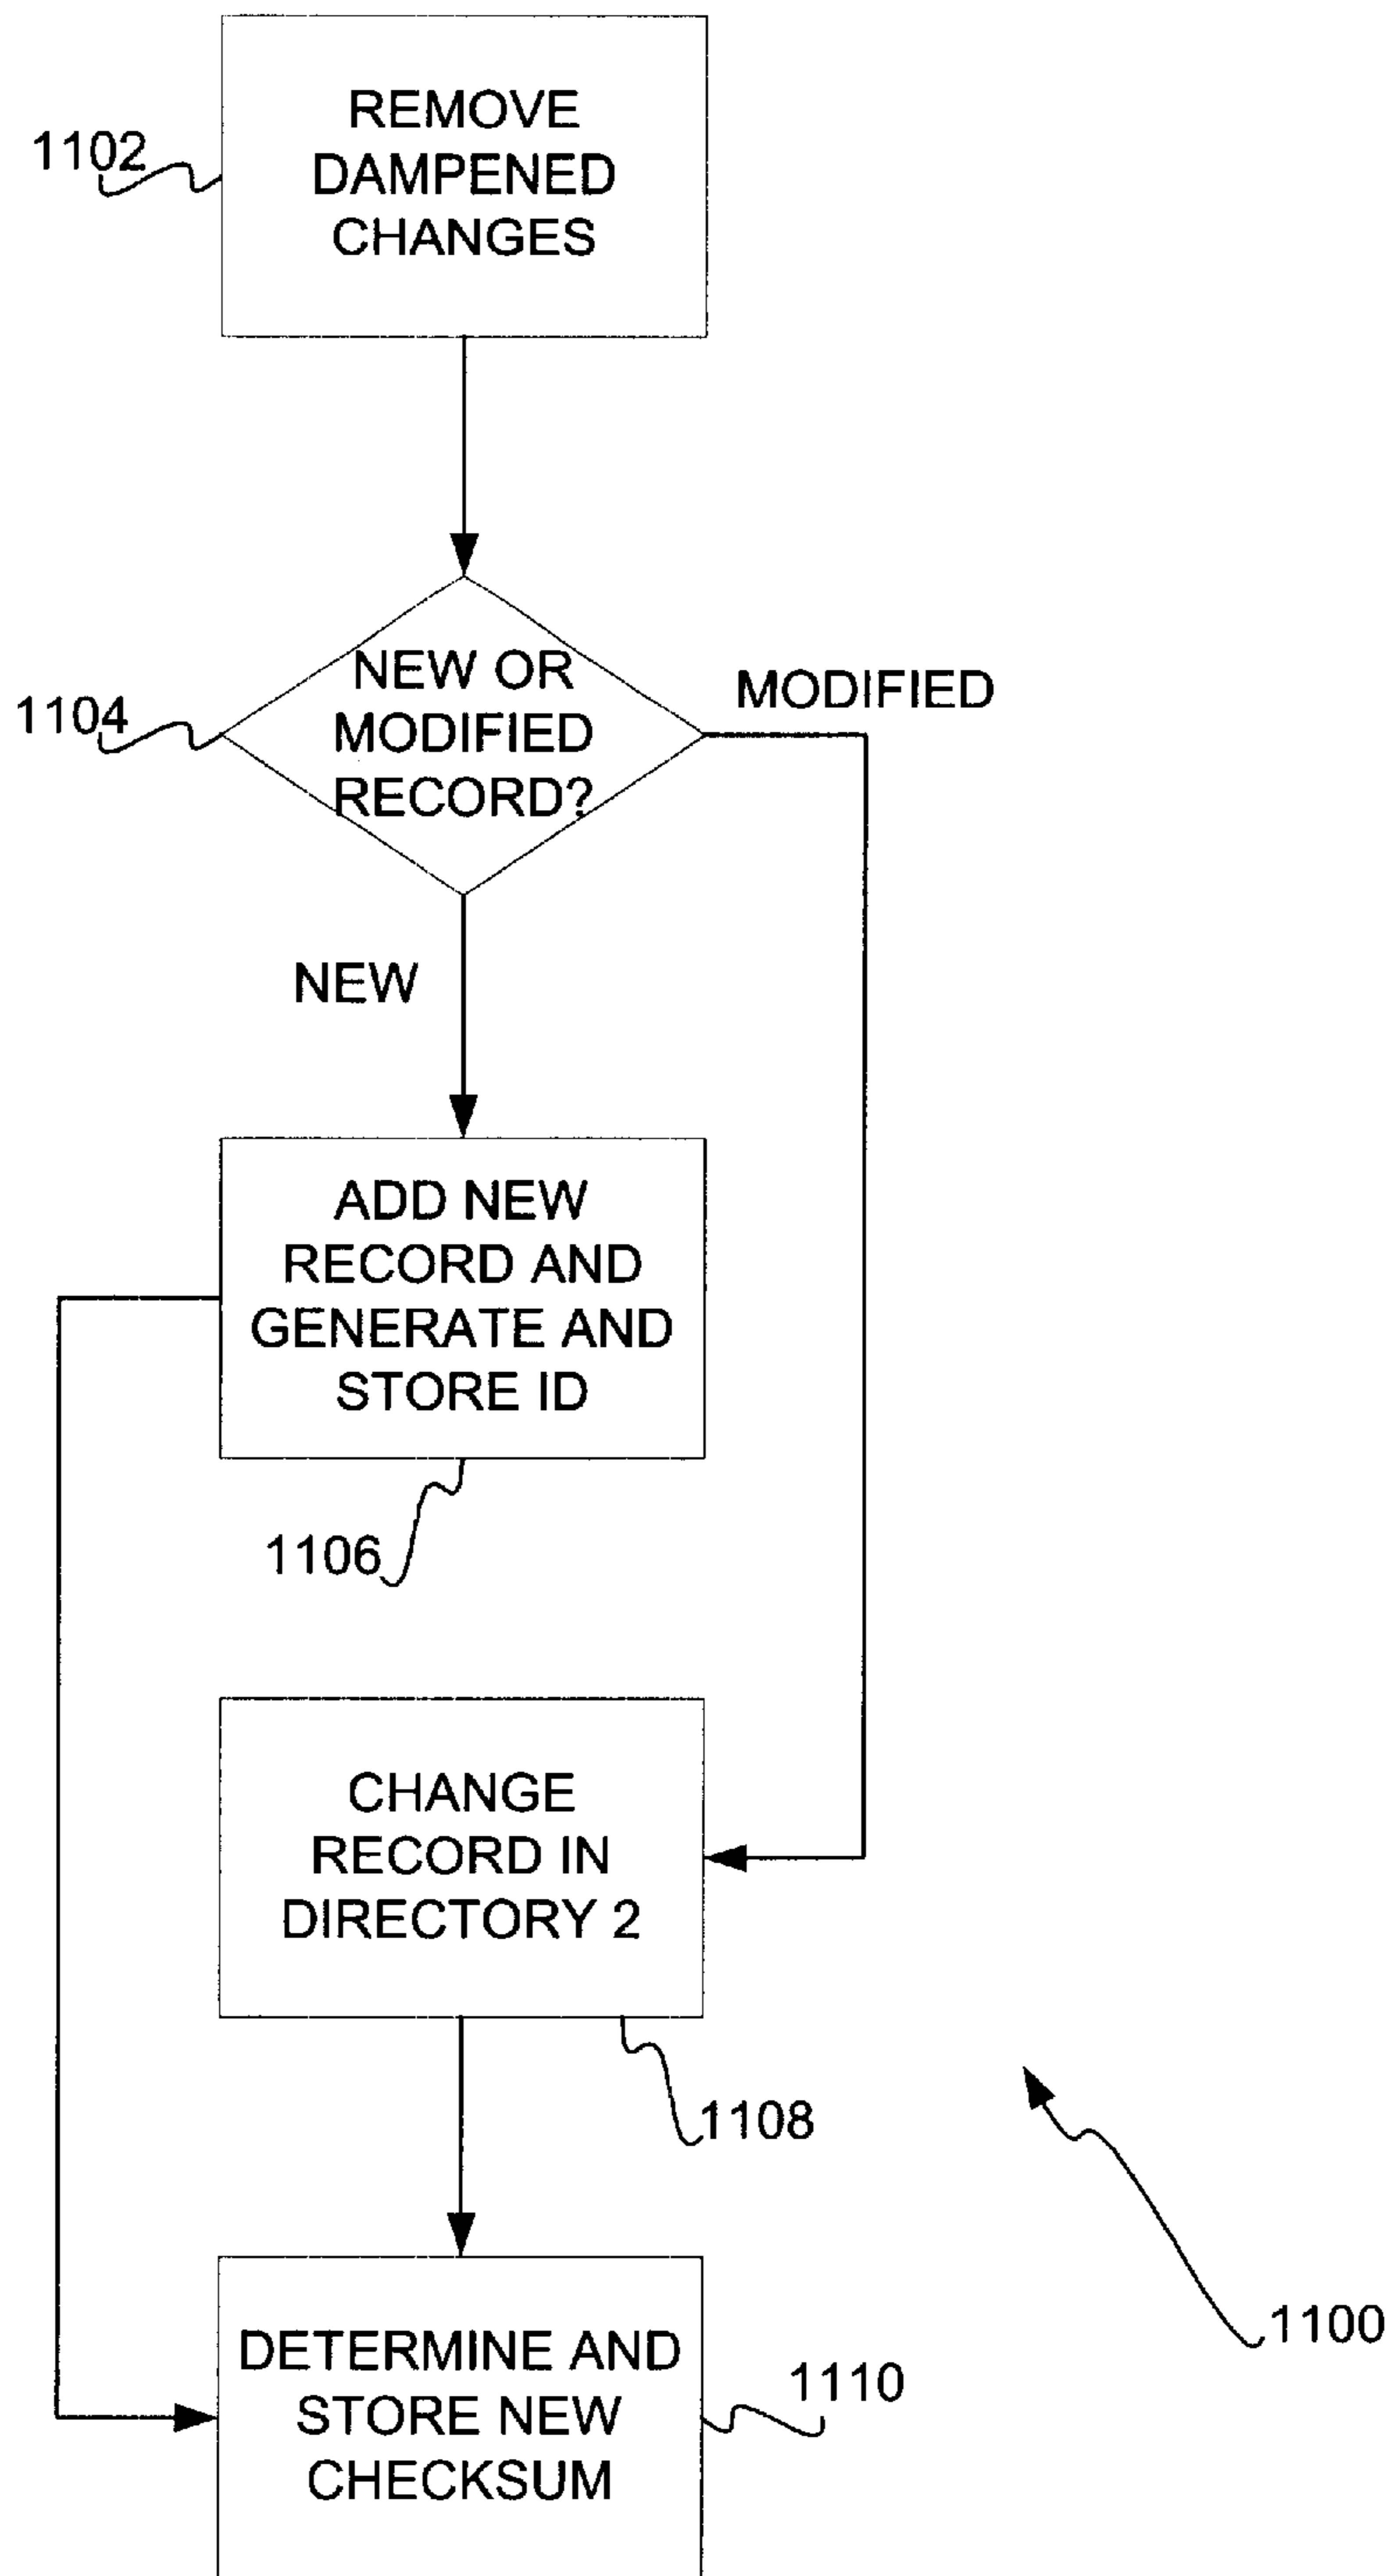 REMOVE
DAMPENED
CHANGES
1102
NEW OR
MODIFIED
RECORD?
MODIFIED
1104
NEW
ADD NEW
RECORD AND
GENERATE AND
STORE ID
1106
CHANGE
RECORD IN
DIRECTORY 2
1108
DETERMINE AND
STORE NEW
CHECKSUM
1110
1100